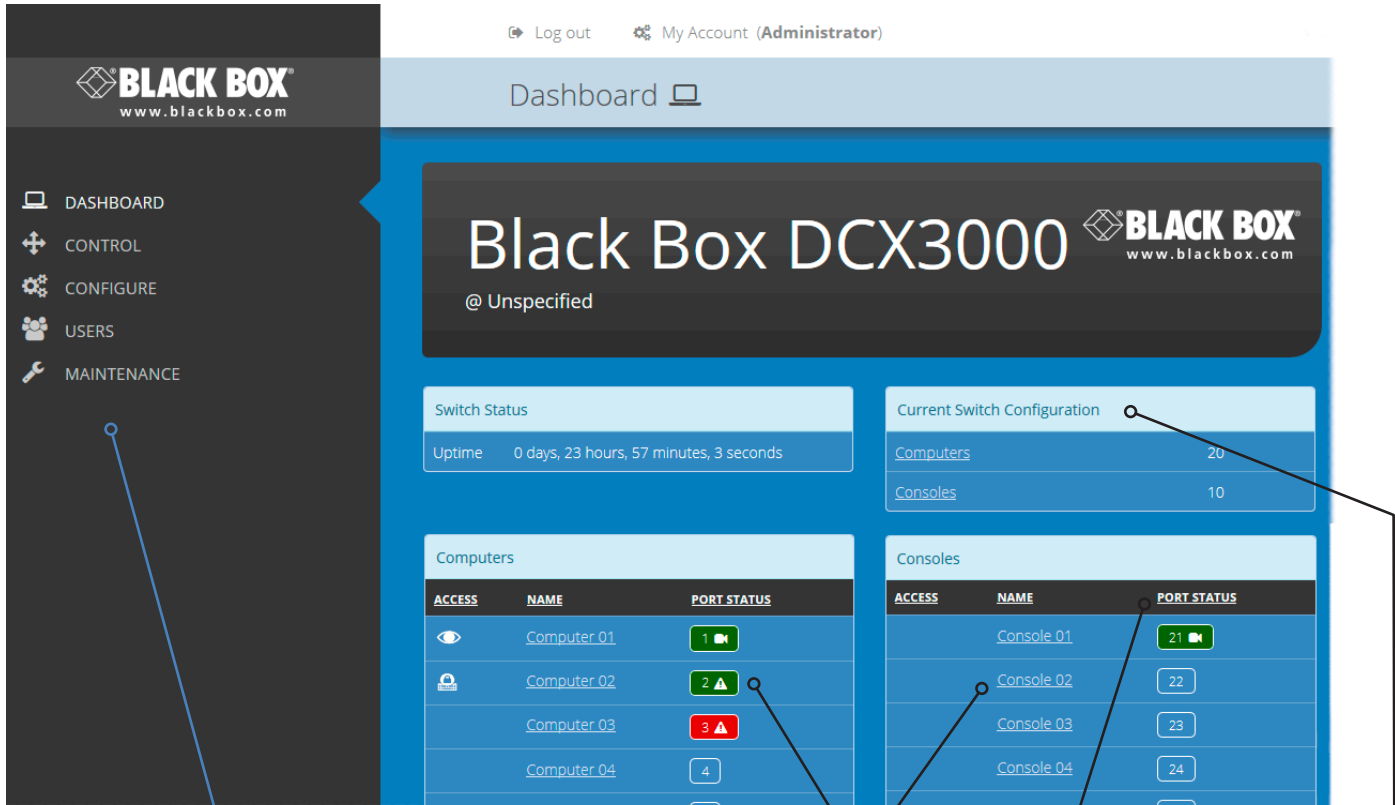 Log out My Account (Administrator)
BLACK BOX®
www.blackbox.com
Dashboard
DASHBOARD
CONTROL
CONFIGURE
USERS
MAINTENANCE
Black Box DCX3000
@ Unspecified
BLACK BOX®
www.blackbox.com
Switch Status
Uptime 0 days, 23 hours, 57 minutes, 3 seconds
Current Switch Configuration
Computers 20
Consoles 10
Computers
ACCESS NAME PORT STATUS
Computer 01 1
Computer 02 2
Computer 03 3
Computer 04 4
Consoles
ACCESS NAME PORT STATUS
Console 01 21
Console 02 22
Console 03 23
Console 04 24